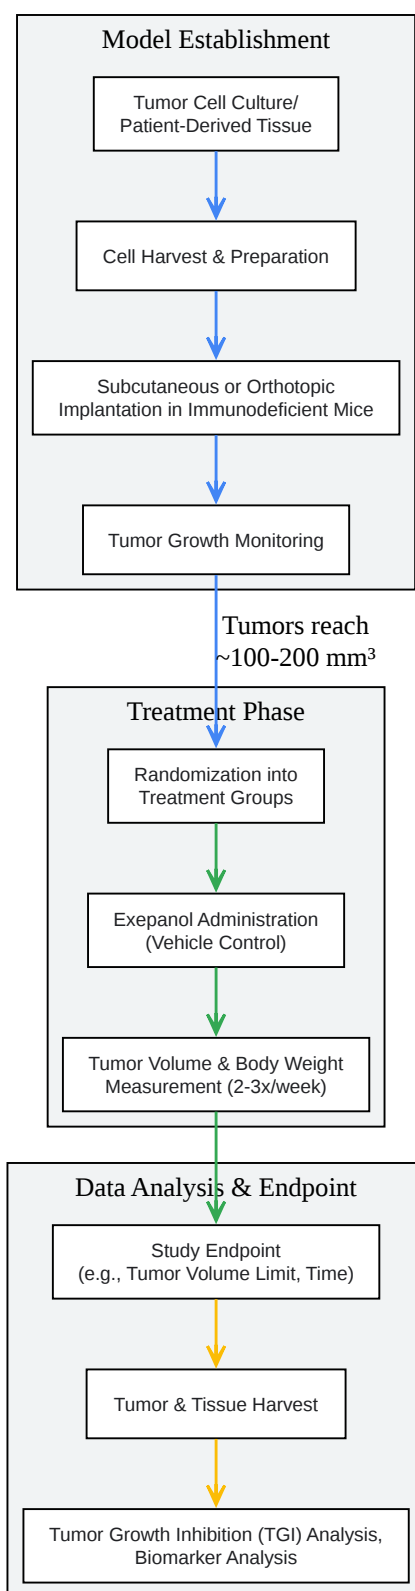 Model Establishment
Tumor Cell Culture/
Patient-Derived Tissue
Cell Harvest & Preparation
Subcutaneous or Orthotopic
Implantation in Immunodeficient Mice
Tumor Growth Monitoring
Tumors reach
~100-200 mm³
Treatment Phase
Randomization into
Treatment Groups
Exepanol Administration
(Vehicle Control)
Tumor Volume & Body Weight
Measurement (2-3x/week)
Data Analysis & Endpoint
Study Endpoint
(e.g., Tumor Volume Limit, Time)
Tumor & Tissue Harvest
Tumor Growth Inhibition (TGI) Analysis,
Biomarker Analysis